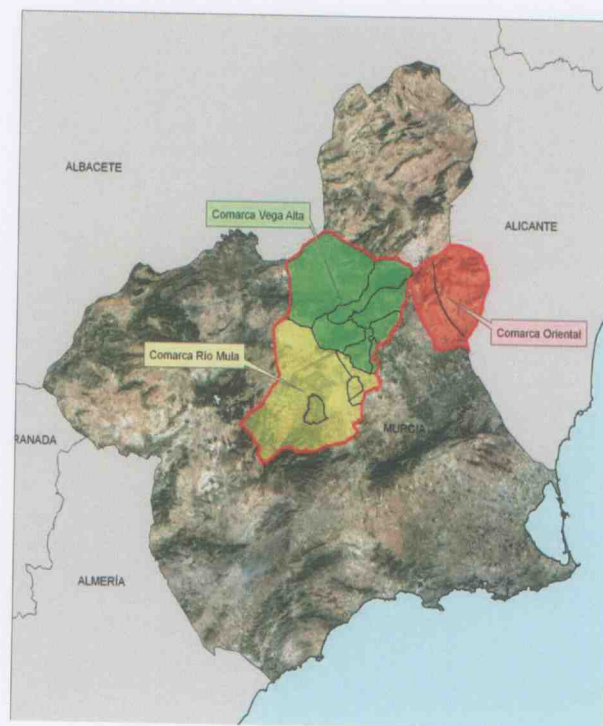 ALBACETE
Comarca Vega Alta
ALICANTE
Comarca Oriental
Comarca Río Mula
MURCIA
RANADA
ALMERÍA